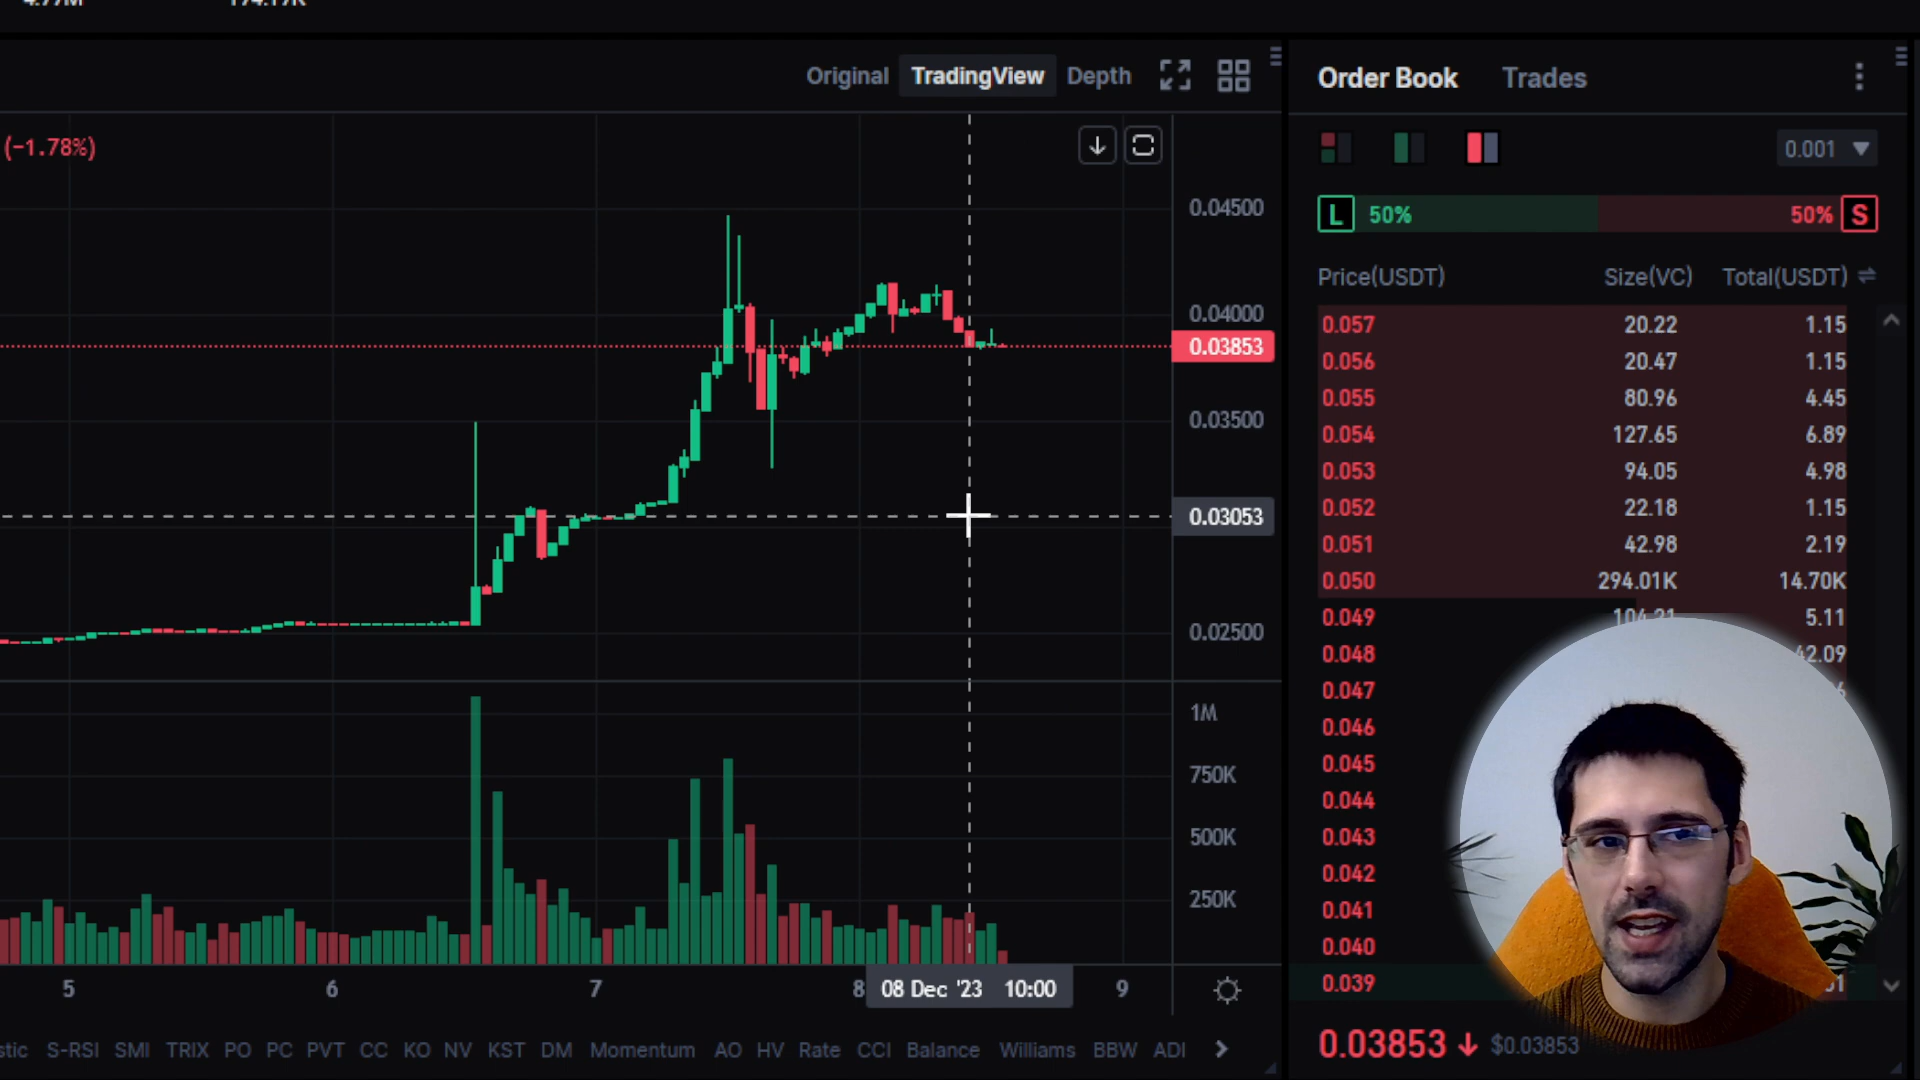 Original TradingView Depth
Order Book Trades
(−1.78%)
0.001
L 50% 50% S
Price(USDT) Size(VC) Total(USDT)
0.04500
0.04000
0.03853
0.03500
0.03053
0.02500
1M
750K
500K
250K
0.057 20.22 1.15
0.056 20.47 1.15
0.055 80.96 4.45
0.054 127.65 6.89
0.053 94.05 4.98
0.052 22.18 1.15
0.051 42.98 2.19
0.050 294.01K 14.70K
0.049 5.11
0.048
0.047
0.046
0.045
0.044
0.043
0.042
0.041
0.040
0.039
5 6 7 8 08 Dec '23 10:00 9
0.03853 $0.03853
S-RSI SMI TRIX PO PC PVT CC KO NV KST DM Momentum AO HV Rate CCI Balance Williams BBW ADI